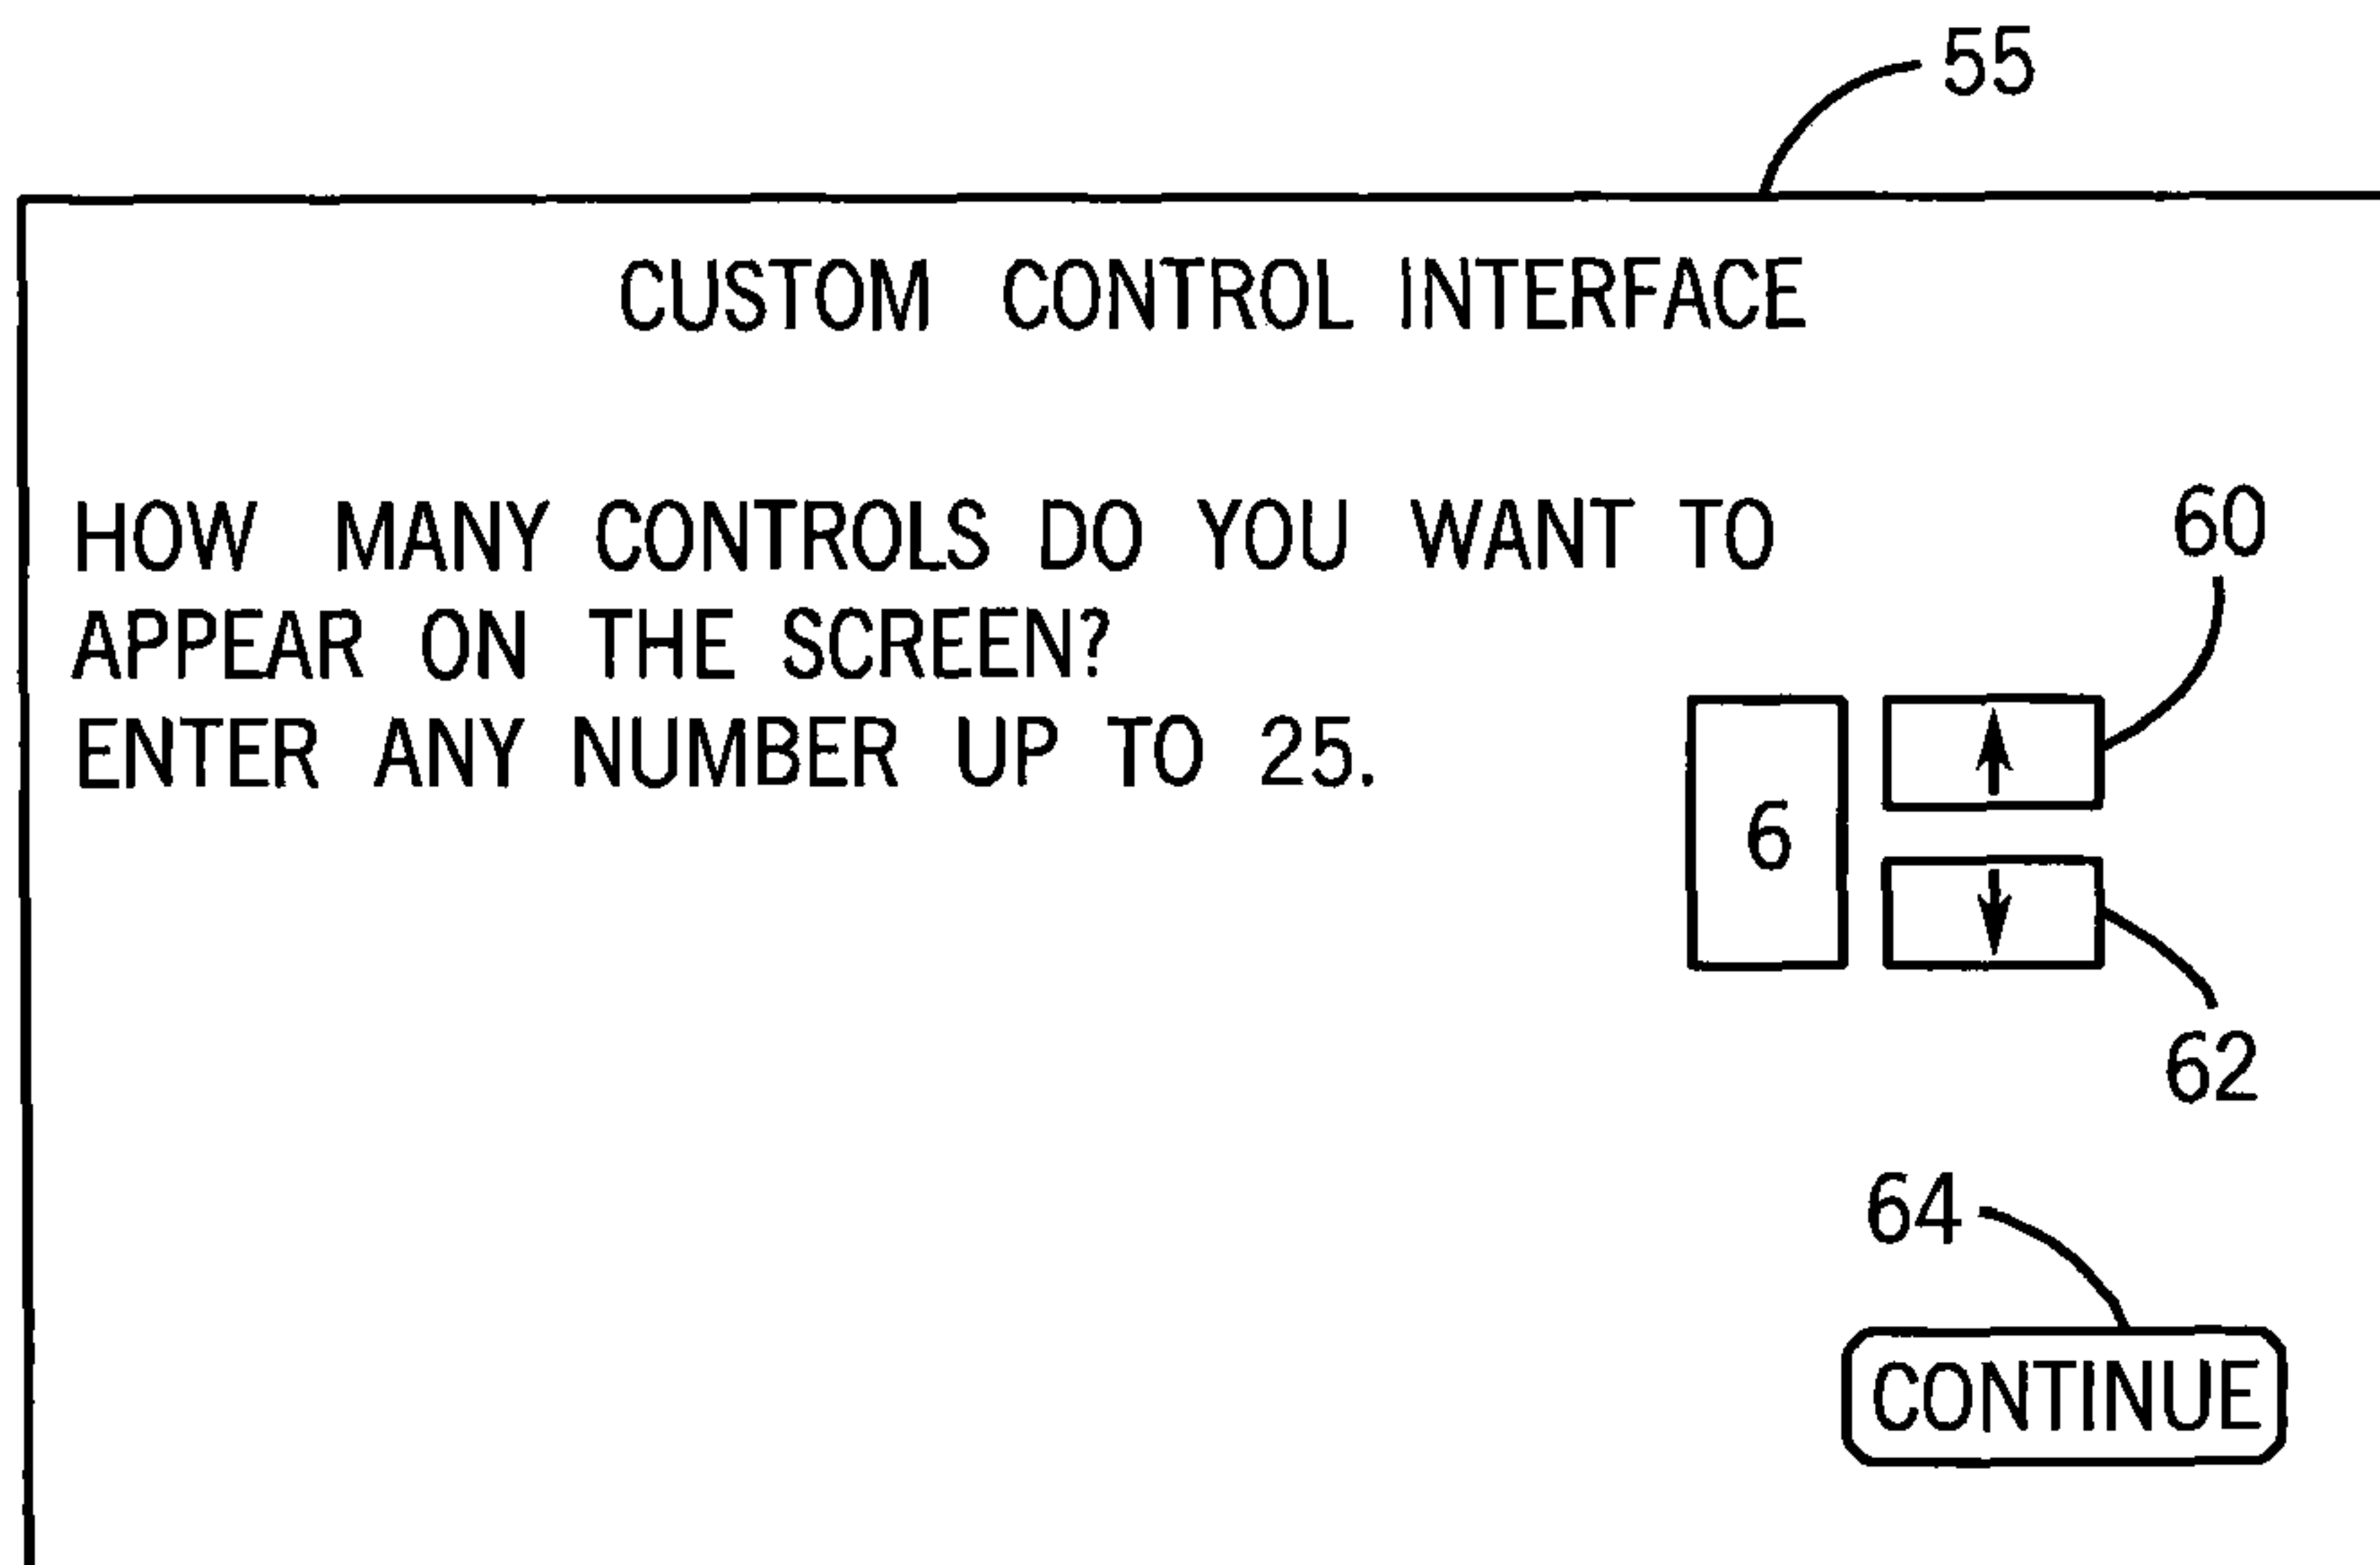 55
CUSTOM CONTROL INTERFACE
HOW MANY CONTROLS DO YOU WANT TO
APPEAR ON THE SCREEN?
ENTER ANY NUMBER UP TO 25.
60
6
62
64
CONTINUE